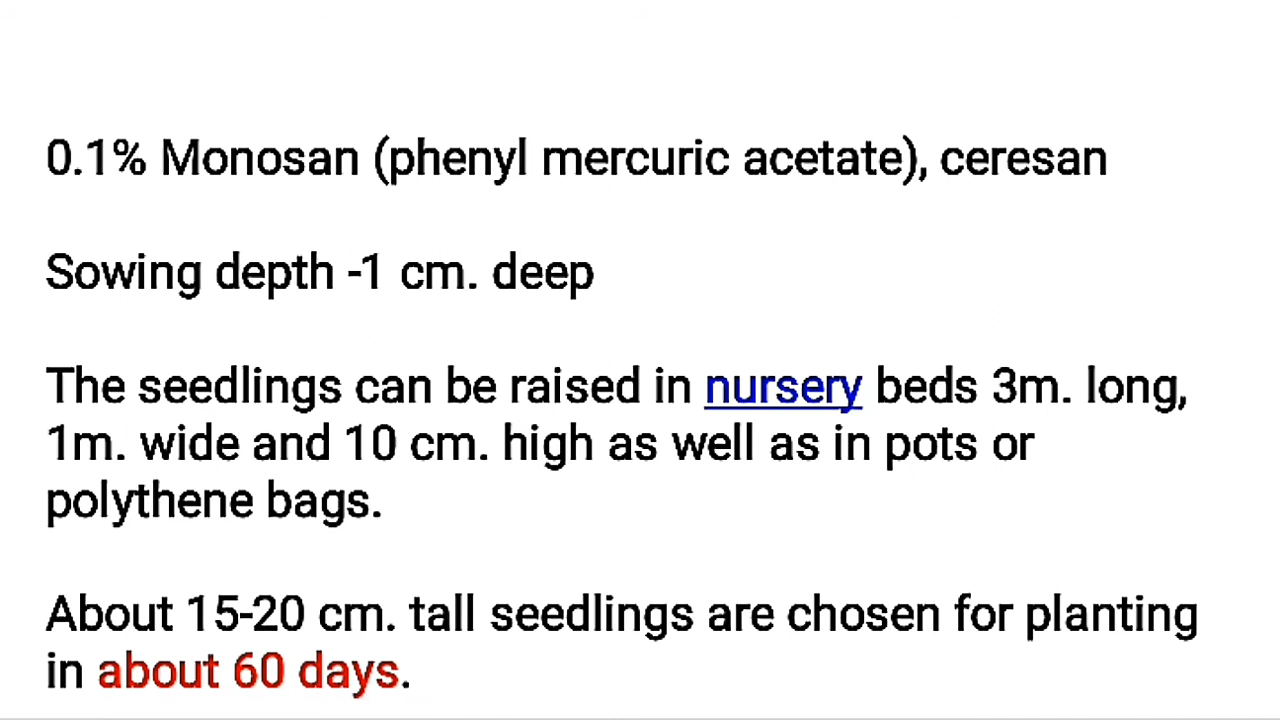 0.1% Monosan (phenyl mercuric acetate), ceresan
Sowing depth -1 cm. deep
The seedlings can be raised in nursery beds 3m. long,
1m. wide and 10 cm. high as well as in pots or
polythene bags.
About 15-20 cm. tall seedlings are chosen for planting
in about 60 days.